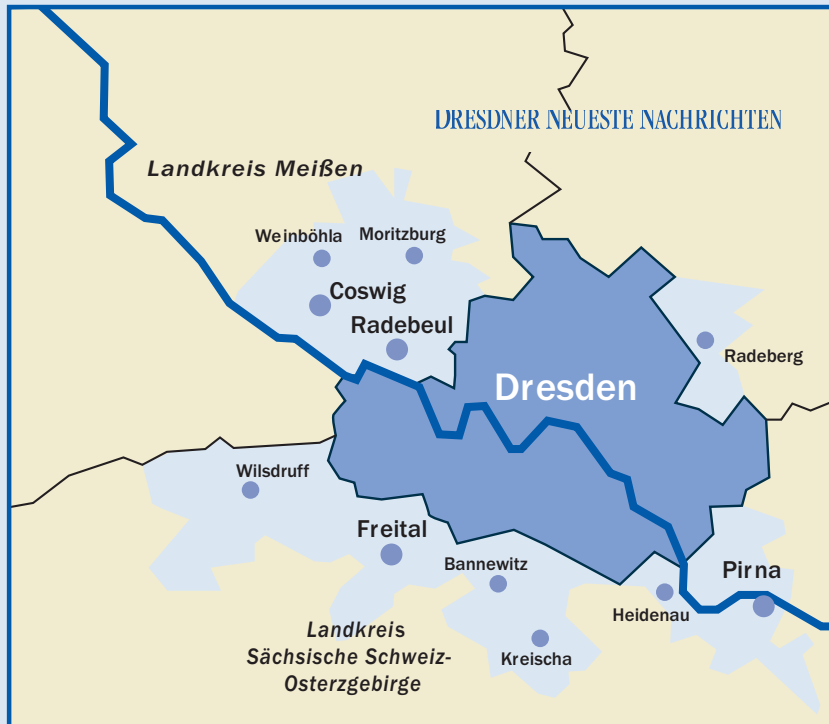 DRESDNER NEUESTE NACHRICHTEN
Landkreis Meißen
Weinböhla
Moritzburg
Coswig
Radebeul
Radeberg
Dresden
Wilsdruff
Freital
Bannewitz
Pirna
Heidenau
Kreischa
Landkreis
Sächsische Schweiz-
Osterzgebirge